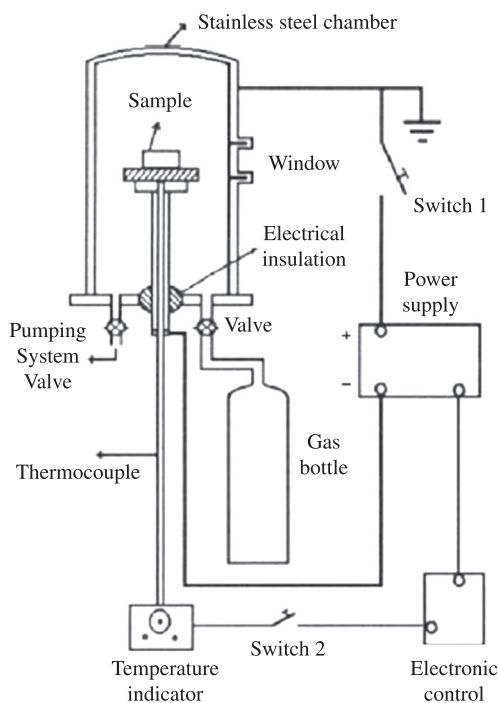 Stainless steel chamber
Sample
Window
Switch 1
Electrical
insulation
Power
supply
+
−
Pumping
System
Valve
Valve
Gas
bottle
Thermocouple
Switch 2
Temperature
indicator
Electronic
control